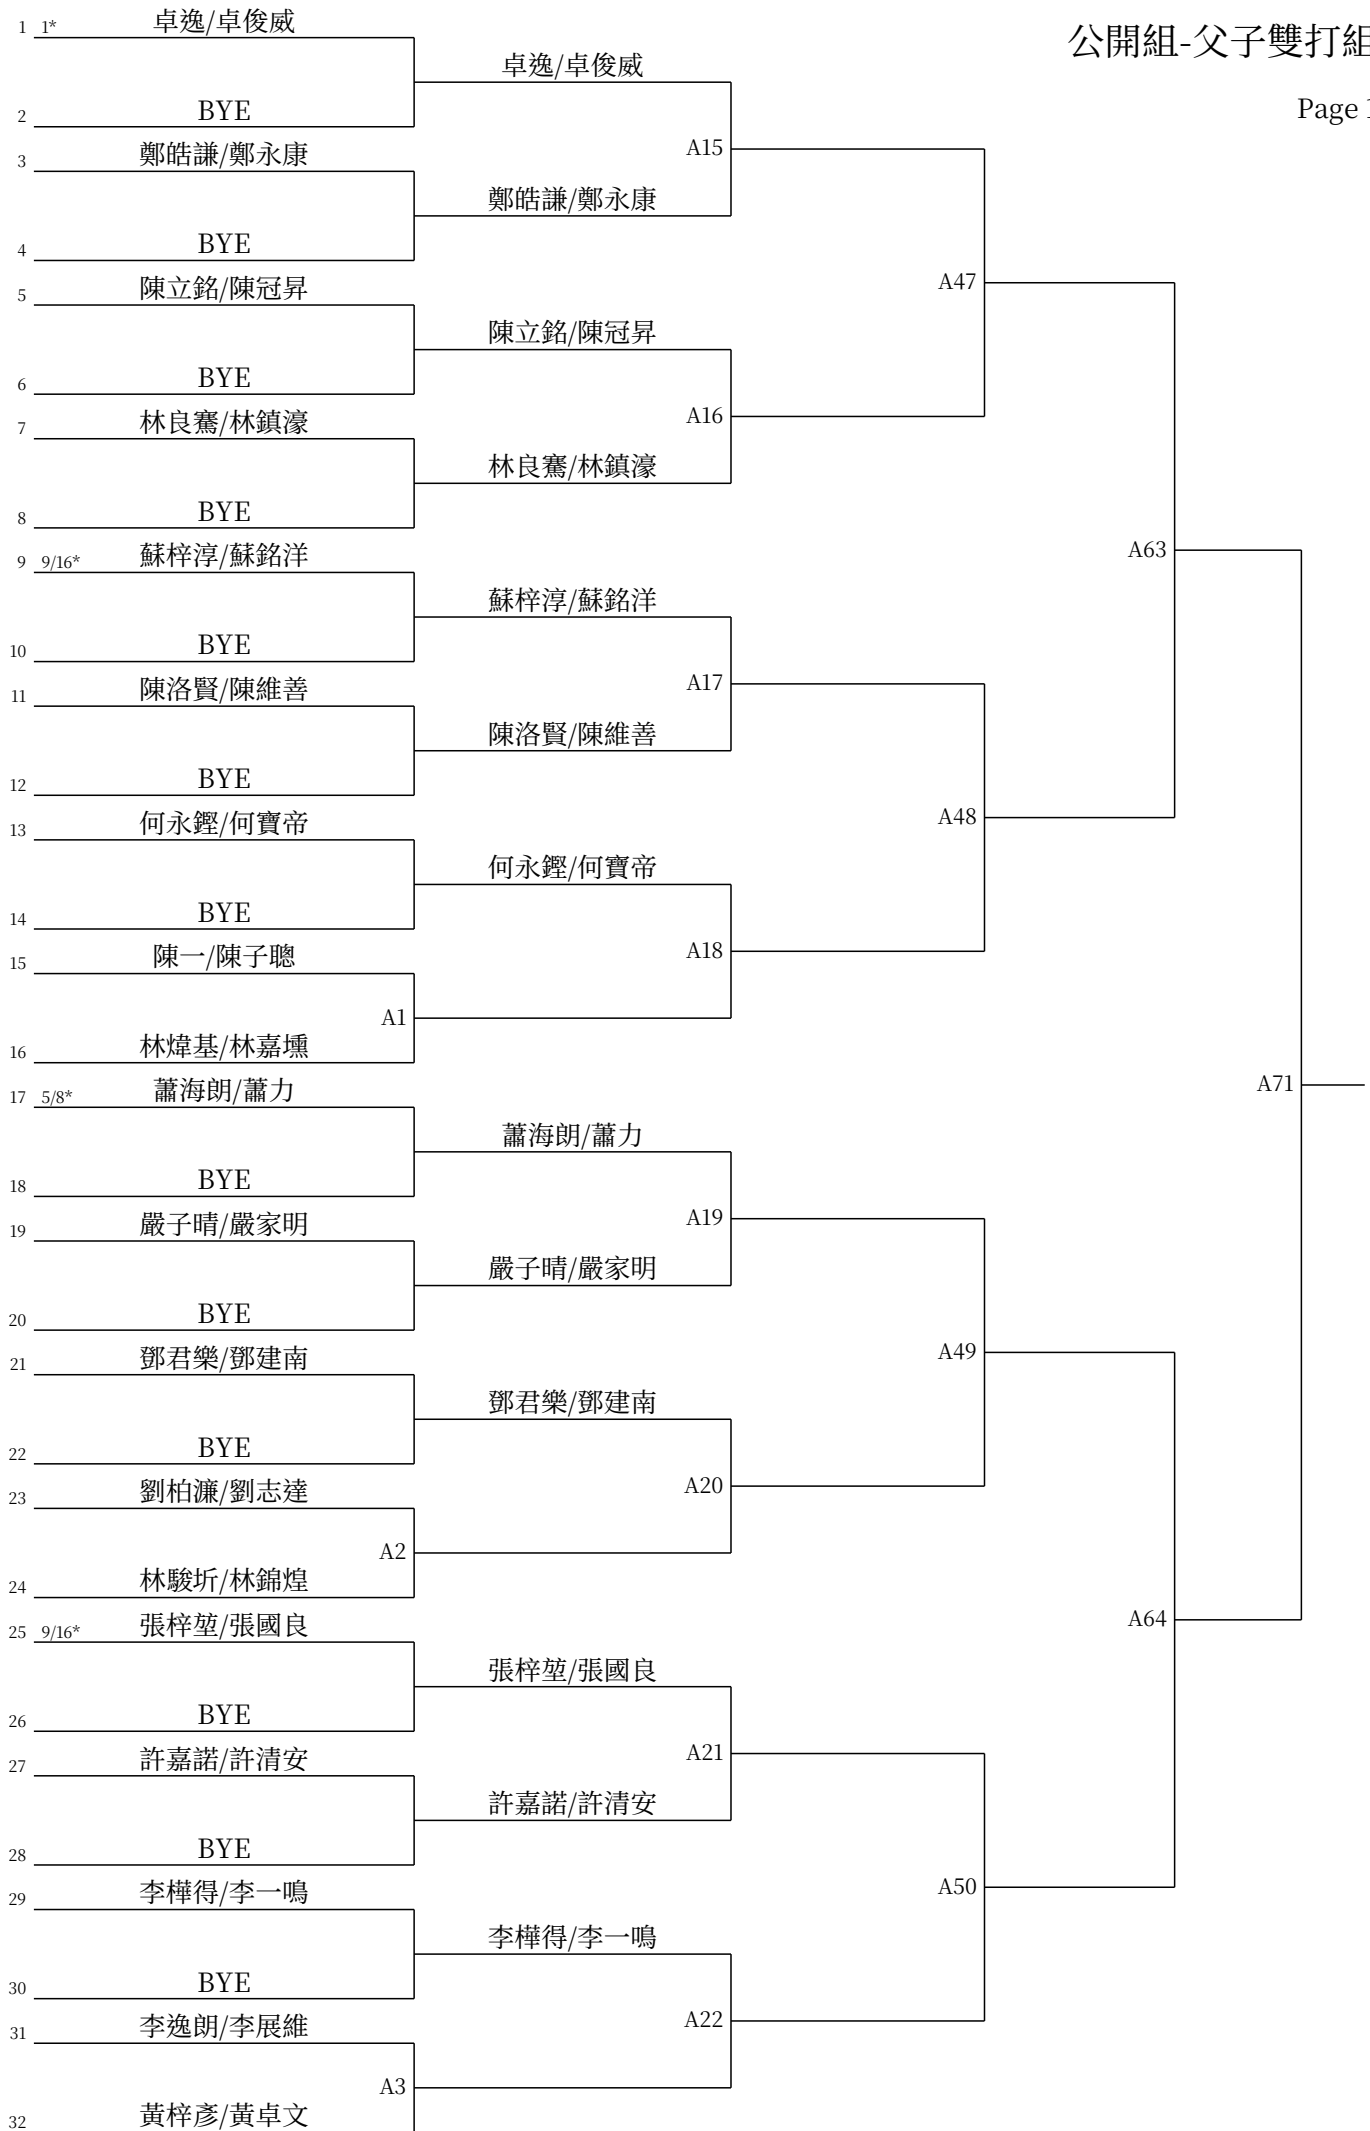 公開組-父子雙打組
Page
1 1* 卓逸/卓俊威
卓逸/卓俊威
2 BYE
A15
3 鄭皓謙/鄭永康
鄭皓謙/鄭永康
4 BYE
A47
5 陳立銘/陳冠昇
陳立銘/陳冠昇
6 BYE
A16
7 林良騫/林鎮濠
林良騫/林鎮濠
8 BYE
A63
9 9/16* 蘇梓淳/蘇銘洋
蘇梓淳/蘇銘洋
10 BYE
A17
11 陳洛賢/陳維善
陳洛賢/陳維善
12 BYE
A48
13 何永鏗/何寶帝
何永鏗/何寶帝
14 BYE
A18
15 陳一/陳子聰
A1
16 林煒基/林嘉壎
A71
17 5/8* 蕭海朗/蕭力
蕭海朗/蕭力
18 BYE
A19
19 嚴子晴/嚴家明
嚴子晴/嚴家明
20 BYE
A49
21 鄧君樂/鄧建南
鄧君樂/鄧建南
22 BYE
A20
23 劉柏濂/劉志達
A2
24 林駿圻/林錦煌
A64
25 9/16* 張梓堃/張國良
張梓堃/張國良
26 BYE
A21
27 許嘉諾/許清安
許嘉諾/許清安
28 BYE
A50
29 李樺得/李一鳴
李樺得/李一鳴
30 BYE
A22
31 李逸朗/李展維
A3
32 黃梓彥/黃卓文